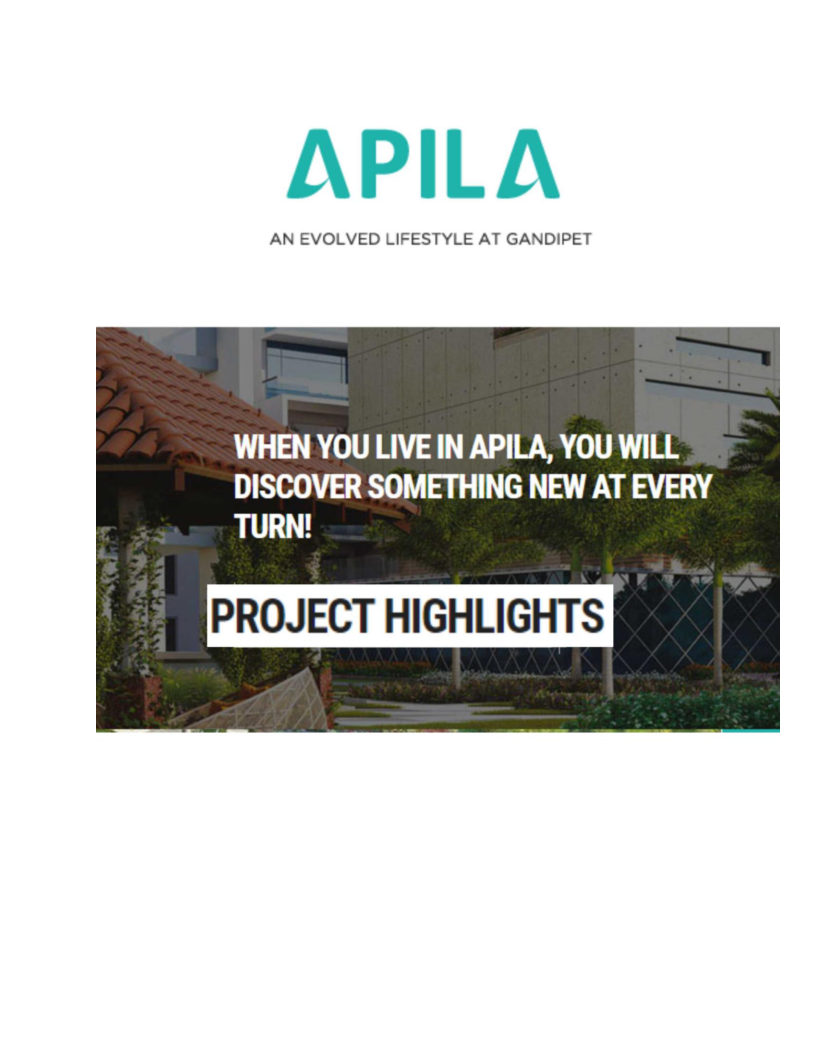 APILA
AN EVOLVED LIFESTYLE AT GANDIPET
WHEN YOU LIVE IN APILA, YOU WILL
DISCOVER SOMETHING NEW AT EVERY
TURN!
PROJECT HIGHLIGHTS